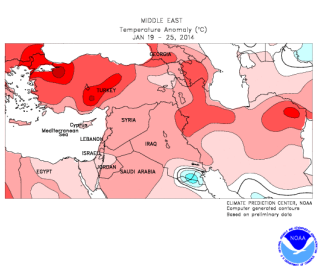 MIDDLE EAST
Temperature Anomaly (°C)
JAN 19 - 25, 2014
GEORGIA
TURKEY
Cyprus
Mediterranean
Sea
SYRIA
LEBANON
IRAQ
ISRAEL
JORDAN
EGYPT
SAUDI ARABIA
CLIMATE PREDICTION CENTER, NOAA
Computer generated contours
Based on preliminary data
NOAA